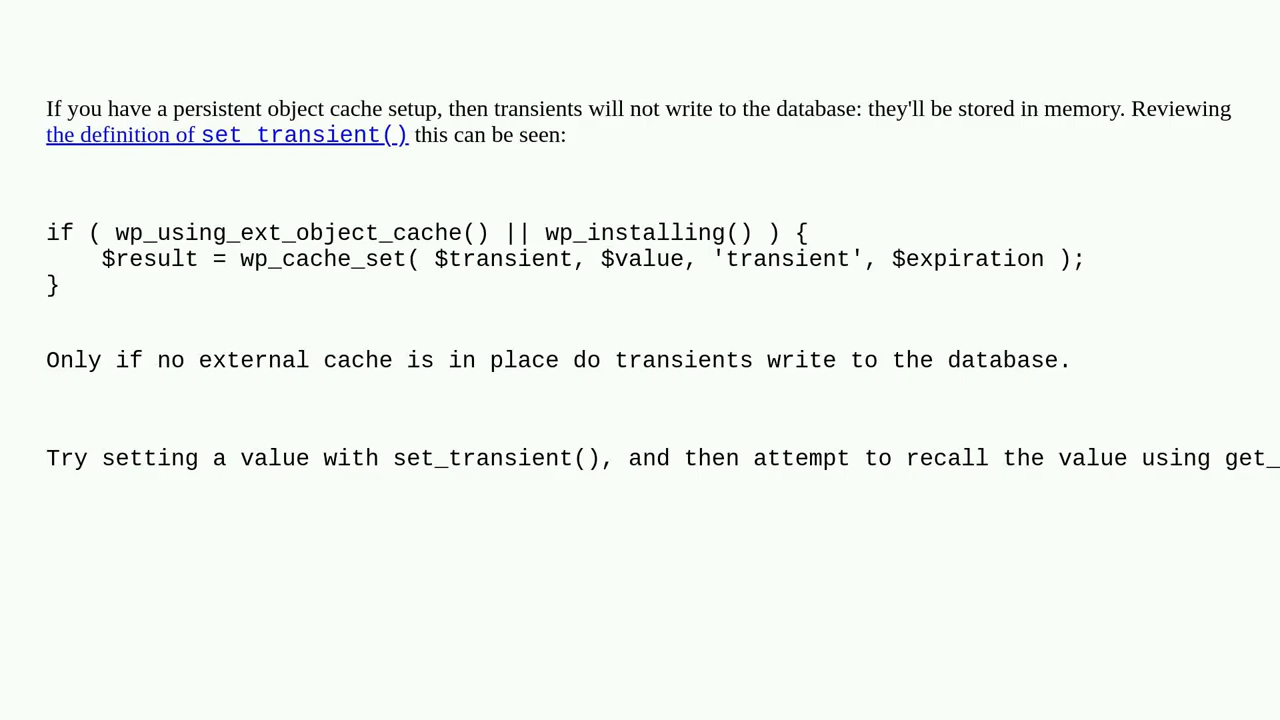 If you have a persistent object cache setup, then transients will not write to the database: they'll be stored in memory. Reviewing
the definition of set_transient() this can be seen:
if ( wp_using_ext_object_cache() || wp_installing() ) {
    $result = wp_cache_set( $transient, $value, 'transient', $expiration );
}
Only if no external cache is in place do transients write to the database.
Try setting a value with set_transient(), and then attempt to recall the value using get_